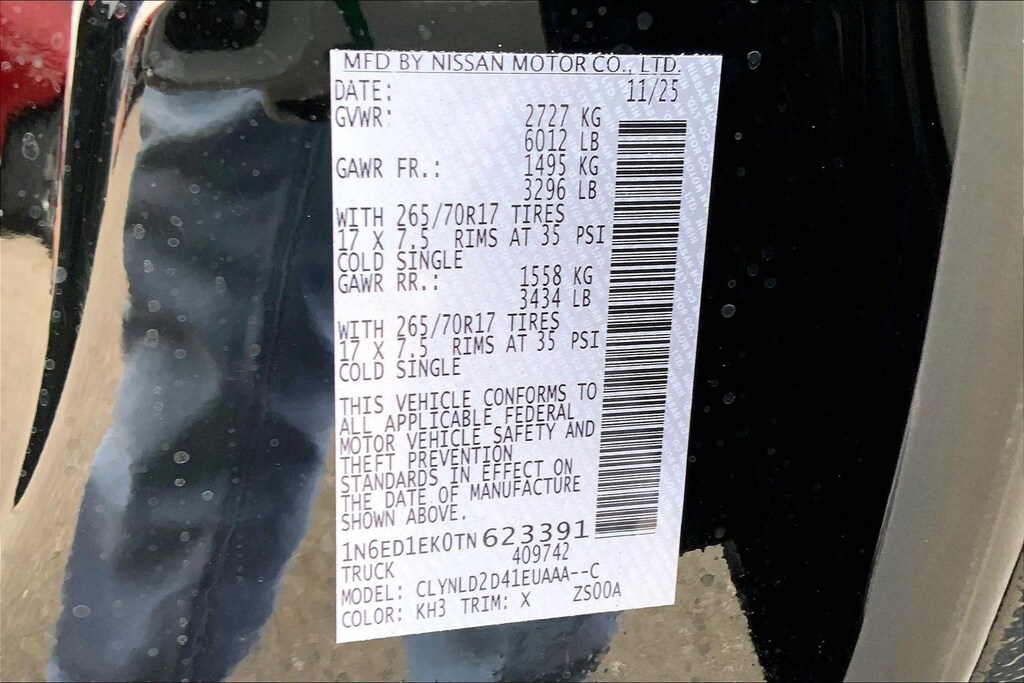 MFD BY NISSAN MOTOR CO., LTD.
DATE: 11/25
GVWR: 2727 KG
6012 LB
GAWR FR.: 1495 KG
3296 LB
WITH 265/70R17 TIRES
17 X 7.5 RIMS AT 35 PSI
COLD SINGLE
GAWR RR.: 1558 KG
3434 LB
WITH 265/70R17 TIRES
17 X 7.5 RIMS AT 35 PSI
COLD SINGLE
THIS VEHICLE CONFORMS TO
ALL APPLICABLE FEDERAL
MOTOR VEHICLE SAFETY AND
THEFT PREVENTION
STANDARDS IN EFFECT ON
THE DATE OF MANUFACTURE
SHOWN ABOVE.
1N6ED1EK0TN623391
TRUCK 409742
MODEL: CLYNLD2D41EUAAA--C
COLOR: KH3 TRIM: X ZS00A